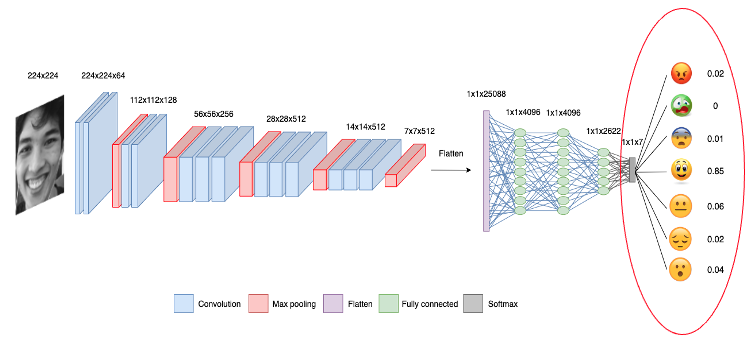 224x224
224x224x64
112x112x128
56x56x256
28x28x512
14x14x512
7x7x512
Flatten
1x1x25088
1x1x4096
1x1x4096
1x1x2622
1x1x7
0.02
0
0.01
0.85
0.06
0.02
0.04
Convolution
Max pooling
Flatten
Fully connected
Softmax